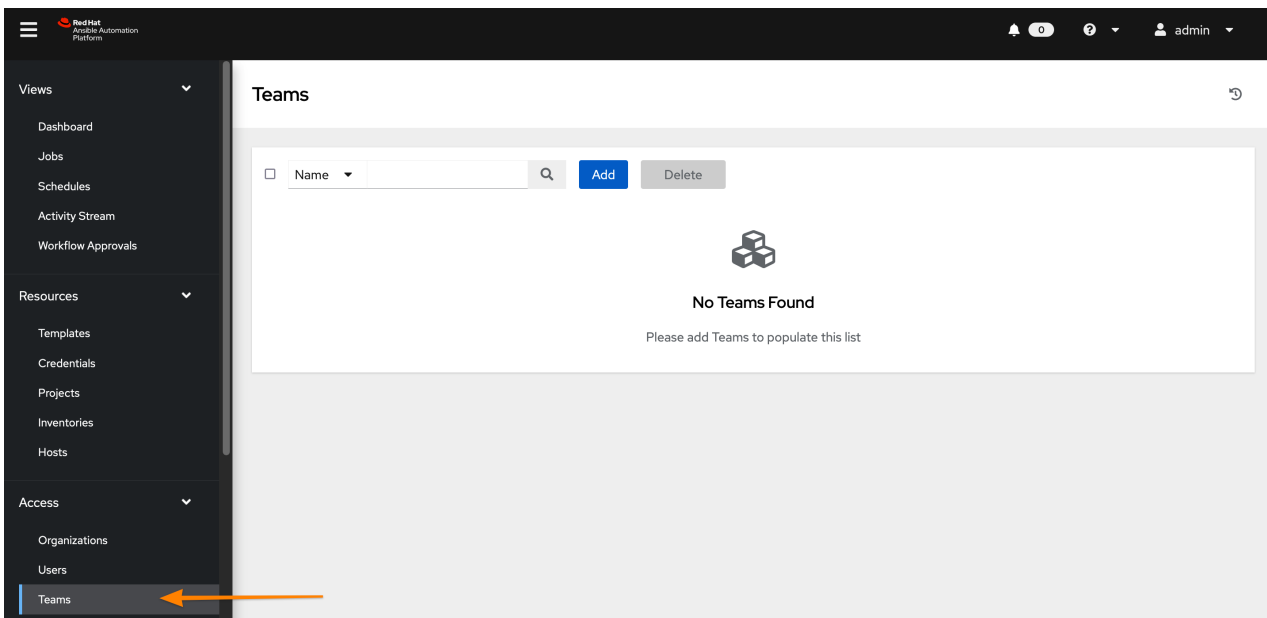 Red Hat
Ansible Automation
Platform
0
admin
Views
Dashboard
Jobs
Schedules
Activity Stream
Workflow Approvals
Resources
Templates
Credentials
Projects
Inventories
Hosts
Access
Organizations
Users
Teams
Teams
Name
Add
Delete
No Teams Found
Please add Teams to populate this list